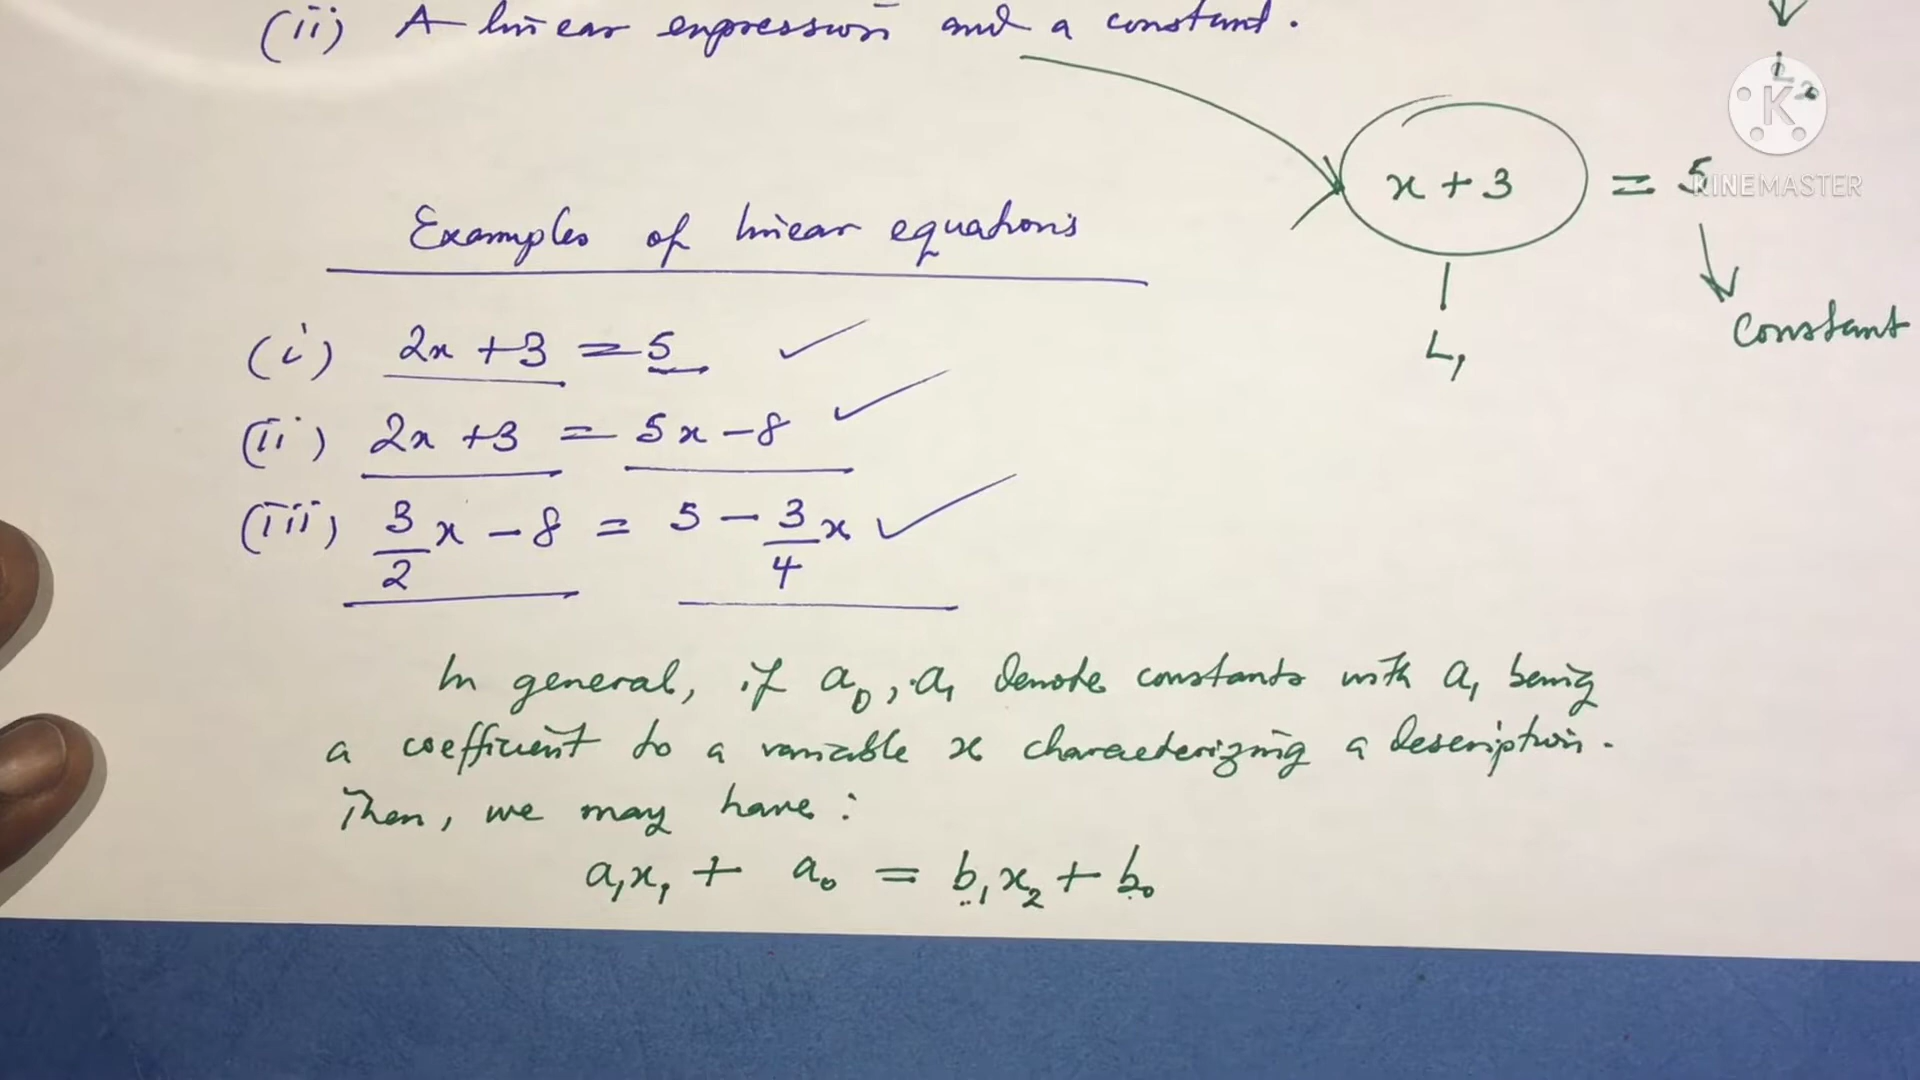 (ii) A linear expression and a constant.
L2
x + 3 = 5
KINEMASTER
Constant
L1
Examples of linear equations
(i) 2x + 3 = 5
(ii) 2x + 3 = 5x - 8
(iii) 3/2 x - 8 = 5 - 3/4 x
In general, if a0, a1 denote constants with a1 being
a coefficient to a variable x characterizing a description.
Then, we may have:
a1x1 + a0 = b1x2 + b0